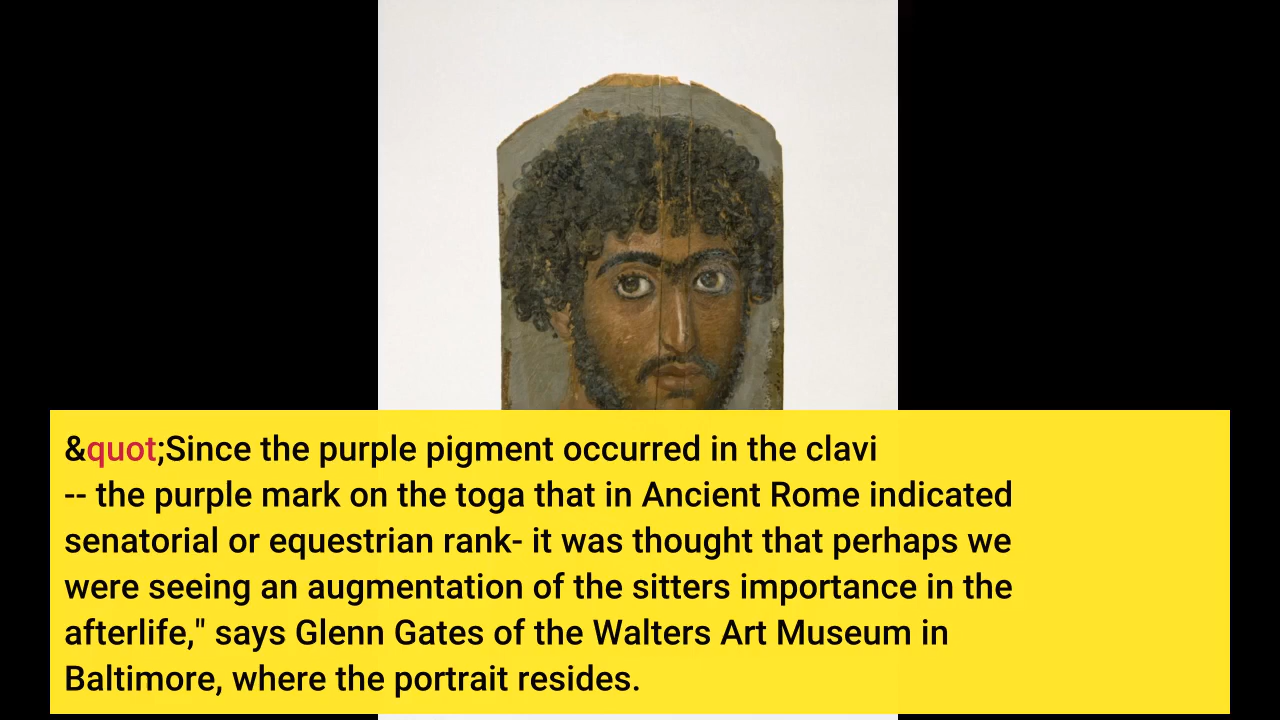 &quot;Since the purple pigment occurred in the clavi
-- the purple mark on the toga that in Ancient Rome indicated
senatorial or equestrian rank- it was thought that perhaps we
were seeing an augmentation of the sitters importance in the
afterlife," says Glenn Gates of the Walters Art Museum in
Baltimore, where the portrait resides.